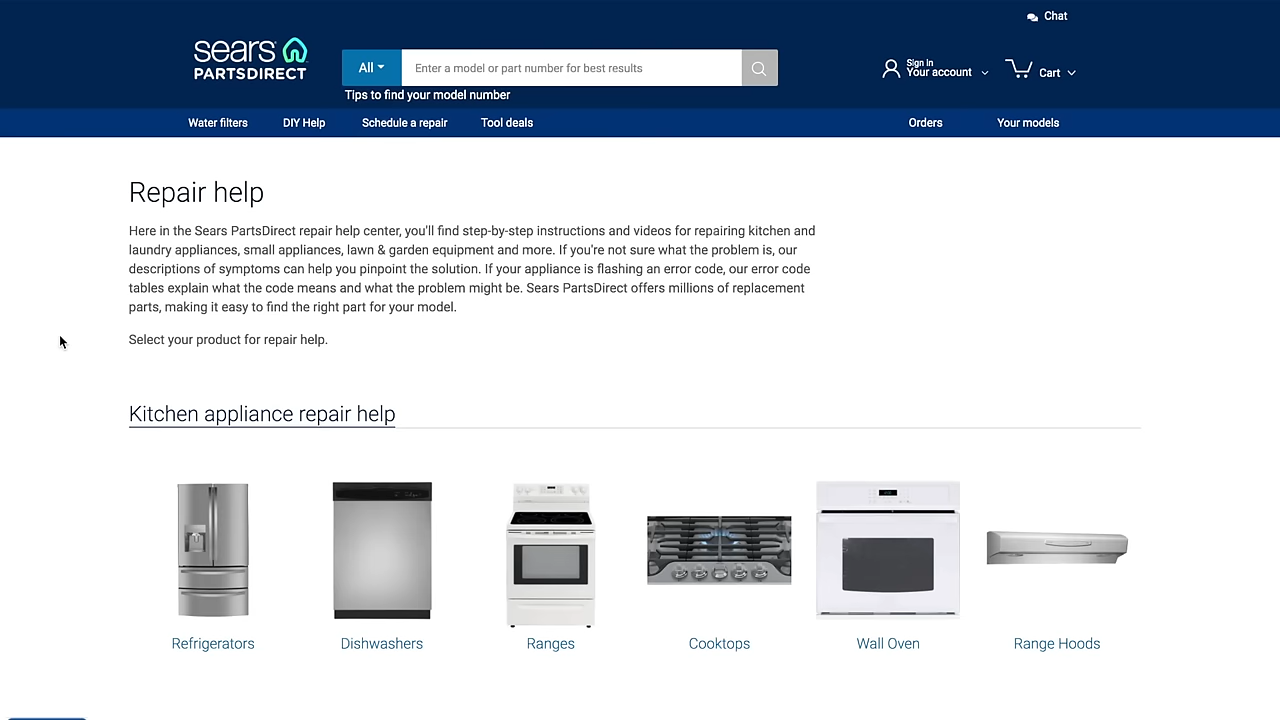 Chat
sears
PARTSDIRECT
All
Enter a model or part number for best results
Sign in
Your account
Cart
Tips to find your model number
Water filters
DIY Help
Schedule a repair
Tool deals
Orders
Your models
Repair help
Here in the Sears PartsDirect repair help center, you'll find step-by-step instructions and videos for repairing kitchen and
laundry appliances, small appliances, lawn & garden equipment and more. If you're not sure what the problem is, our
descriptions of symptoms can help you pinpoint the solution. If your appliance is flashing an error code, our error code
tables explain what the code means and what the problem might be. Sears PartsDirect offers millions of replacement
parts, making it easy to find the right part for your model.
Select your product for repair help.
Kitchen appliance repair help
Refrigerators
Dishwashers
Ranges
Cooktops
Wall Oven
Range Hoods